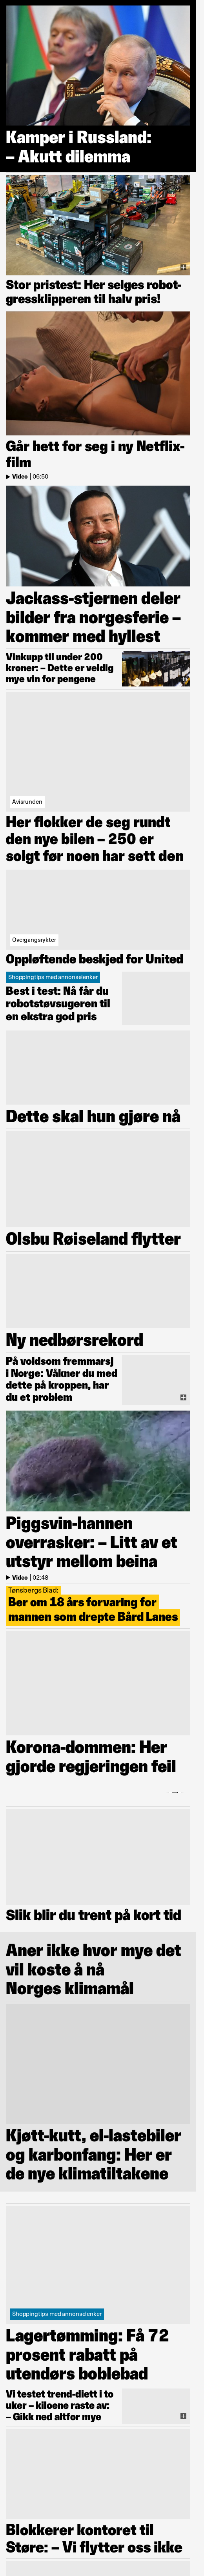 Kamper i Russland:
– Akutt dilemma
Stor pristest: Her selges robot-
gressklipperen til halv pris!
Går hett for seg i ny Netflix-
film
Video | 06:50
Jackass-stjernen deler
bilder fra norgesferie –
kommer med hyllest
Vinkupp til under 200
kroner: – Dette er veldig
mye vin for pengene
Avisrunden
Her flokker de seg rundt
den nye bilen – 250 er
solgt før noen har sett den
Overgangsrykter
Oppløftende beskjed for United
Shoppingtips med annonselenker
Best i test: Nå får du
robotstøvsugeren til
en ekstra god pris
Dette skal hun gjøre nå
Olsbu Røiseland flytter
Ny nedbørsrekord
På voldsom fremmarsj
i Norge: Våkner du med
dette på kroppen, har
du et problem
Piggsvin-hannen
overrasker: – Litt av et
utstyr mellom beina
Video | 02:48
Tønsbergs Blad:
Ber om 18 års forvaring for
mannen som drepte Bård Lanes
Korona-dommen: Her
gjorde regjeringen feil
Slik blir du trent på kort tid
Aner ikke hvor mye det
vil koste å nå
Norges klimamål
Kjøtt-kutt, el-lastebiler
og karbonfang: Her er
de nye klimatiltakene
Shoppingtips med annonselenker
Lagertømming: Få 72
prosent rabatt på
utendørs boblebad
Vi testet trend-diett i to
uker – kiloene raste av:
– Gikk ned altfor mye
Blokkerer kontoret til
Støre: – Vi flytter oss ikke